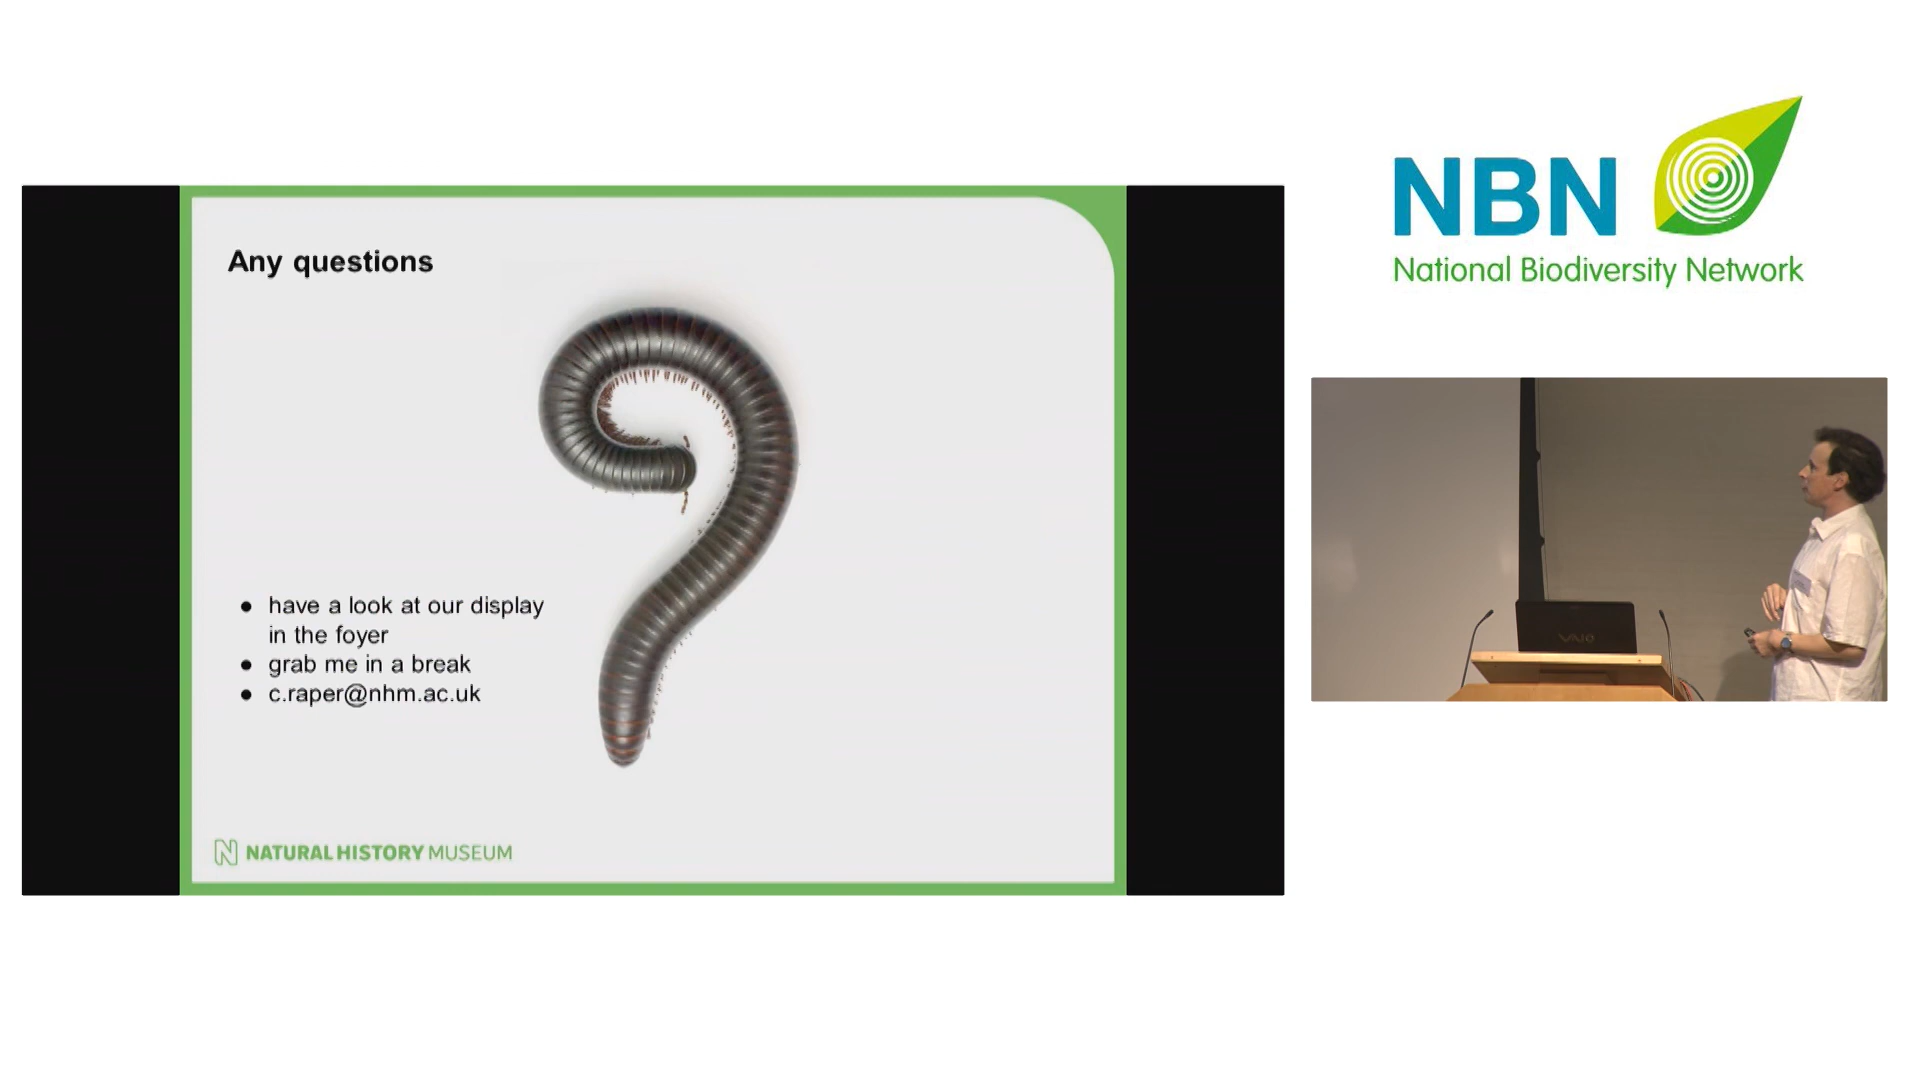 Any questions
have a look at our display
in the foyer
grab me in a break
c.raper@nhm.ac.uk
NATURAL HISTORY MUSEUM
NBN
National Biodiversity Network
VAIO